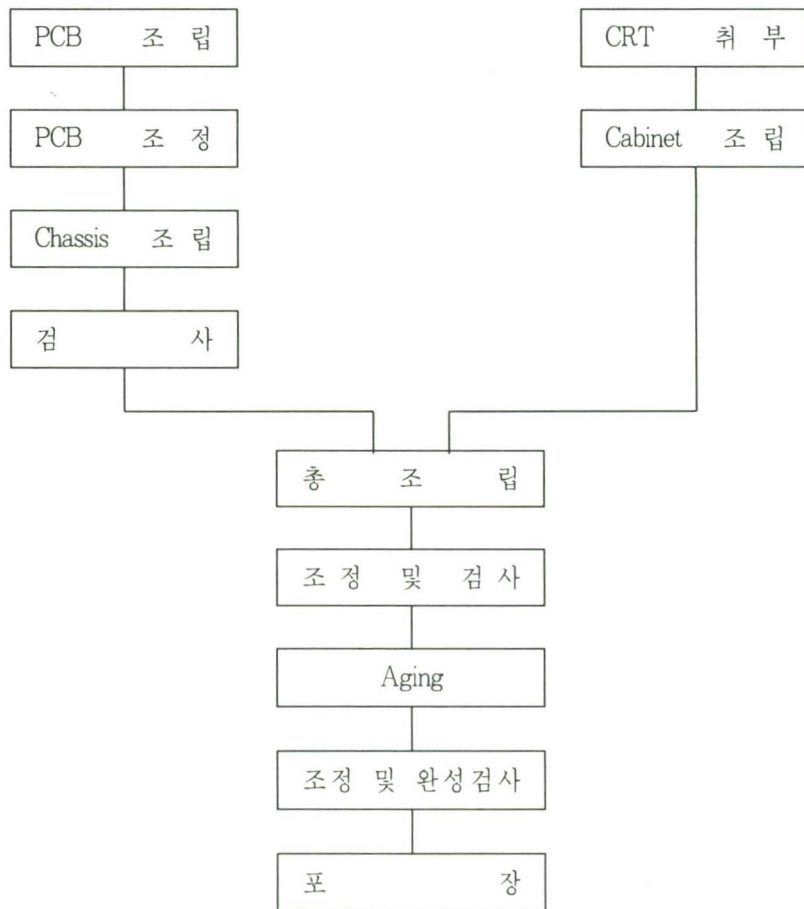 PCB 조 립
PCB 조 정
Chassis 조 립
검 사
CRT 취 부
Cabinet 조 립
총 조 립
조 정 및 검 사
Aging
조정 및 완성검사
포 장